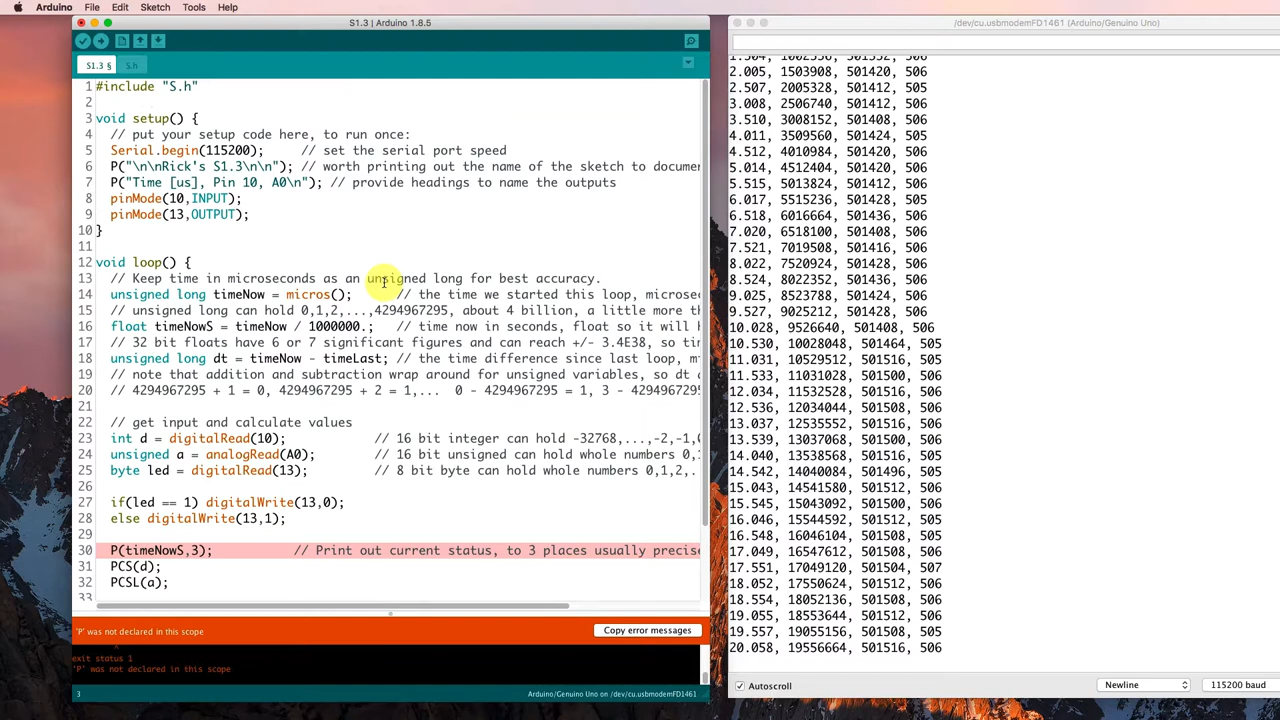 Arduino File Edit Sketch Tools Help
S1.3 | Arduino 1.8.5
S1.3 § S.h
1 #include "S.h"
2
3 void setup() {
4 // put your setup code here, to run once:
5 Serial.begin(115200); // set the serial port speed
6 P("\n\nRick's S1.3\n\n"); // worth printing out the name of the sketch to documen
7 P("Time [us], Pin 10, A0\n"); // provide headings to name the outputs
8 pinMode(10,INPUT);
9 pinMode(13,OUTPUT);
10 }
11
12 void loop() {
13 // Keep time in microseconds as an unsigned long for best accuracy.
14 unsigned long timeNow = micros(); // the time we started this loop, microsec
15 // unsigned long can hold 0,1,2,...,4294967295, about 4 billion, a little more th
16 float timeNowS = timeNow / 1000000.; // time now in seconds, float so it will h
17 // 32 bit floats have 6 or 7 significant figures and can reach +/- 3.4E38, so tim
18 unsigned long dt = timeNow - timeLast; // the time difference since last loop, mi
19 // note that addition and subtraction wrap around for unsigned variables, so dt c
20 // 4294967295 + 1 = 0, 4294967295 + 2 = 1,... 0 - 4294967295 = 1, 3 - 4294967295
21
22 // get input and calculate values
23 int d = digitalRead(10); // 16 bit integer can hold -32768,...,-2,-1,0
24 unsigned a = analogRead(A0); // 16 bit unsigned can hold whole numbers 0,1
25 byte led = digitalRead(13); // 8 bit byte can hold whole numbers 0,1,2,..
26
27 if(led == 1) digitalWrite(13,0);
28 else digitalWrite(13,1);
29
30 P(timeNowS,3); // Print out current status, to 3 places usually precise
31 PCS(d);
32 PCSL(a);
33
'P' was not declared in this scope
Copy error messages
^
exit status 1
'P' was not declared in this scope
3 Arduino/Genuino Uno on /dev/cu.usbmodemFD1461
/dev/cu.usbmodemFD1461 (Arduino/Genuino Uno)
2.005, 1503908, 501420, 506
2.507, 2005328, 501412, 505
3.008, 2506740, 501412, 506
3.510, 3008152, 501412, 506
4.011, 3509560, 501424, 505
4.512, 4010984, 501412, 506
5.014, 4512404, 501412, 506
5.515, 5013824, 501412, 506
6.017, 5515236, 501428, 505
6.518, 6016664, 501436, 506
7.020, 6518100, 501412, 506
7.521, 7019508, 501416, 506
8.022, 7520924, 501428, 506
8.524, 8022352, 501436, 506
9.025, 8523788, 501416, 506
9.527, 9025212, 501428, 506
10.028, 9526640, 501408, 506
10.530, 10028048, 501464, 505
11.031, 10529512, 501516, 505
11.533, 11031028, 501500, 506
12.034, 11532528, 501516, 506
12.536, 12034044, 501508, 506
13.037, 12535552, 501516, 506
13.539, 13037068, 501500, 506
14.040, 13538568, 501516, 506
14.542, 14040084, 501496, 505
15.043, 14541580, 501512, 506
15.545, 15043092, 501500, 506
16.046, 15544592, 501512, 505
16.548, 16046104, 501508, 506
17.049, 16547612, 501508, 506
17.551, 17049120, 501504, 507
18.052, 17550624, 501512, 506
18.554, 18052136, 501508, 506
19.055, 18553644, 501512, 506
19.557, 19055156, 501508, 505
20.058, 19556664, 501516, 506
Autoscroll Newline 115200 baud